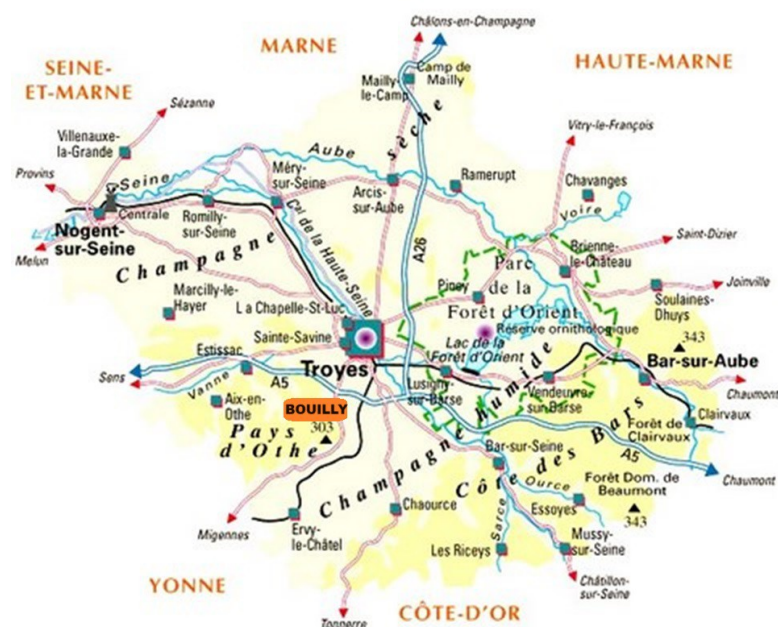 Châlons-en-Champagne
MARNE
HAUTE-MARNE
SEINE-
ET-MARNE
Camp de
Mailly
Mailly-
le-Camp
Sézanne
sèche
Vitry-le-François
Villenauxe-
la-Grande
Aube
Provins
Seine
Méry-
sur-Seine
Ramerupt
Chavanges
Arcis-
sur-Aube
Voire
Centrale
Romilly-
sur-Seine
Nogent-
sur-Seine
Melun
Cal de la Haute-Seine
Champagne
A26
Saint-Dizier
Brienne-
le-Château
Parc
de la
Forêt d'Orient
Piney
Joinville
Marcilly-le-
Hayer
Soulaines-
Dhuys
La Chapelle-St-Luc
Réserve ornithologique
343
Sainte-Savine
Lac de la
Forêt d'Orient
Estissac
Troyes
Bar-sur-Aube
Sens
Vanne
A5
Lusigny-
sur-Barse
Vendeuvre-
sur-Barse
Chaumont
Aix-en-
Othe
BOUILLY
303
Clairvaux
Forêt de
Clairvaux
Pays
d'Othe
Champagne humide
Côte des Bars
Bar-sur-Seine
A5
Chaumont
Ource
Forêt Dom. de
Beaumont
343
Essoyes
Chaource
Sarce
Migennes
Ervy-
le-Châtel
Les Riceys
Mussy-
sur-Seine
YONNE
Châtillon-
sur-Seine
CÔTE-D'OR
Tonnerre